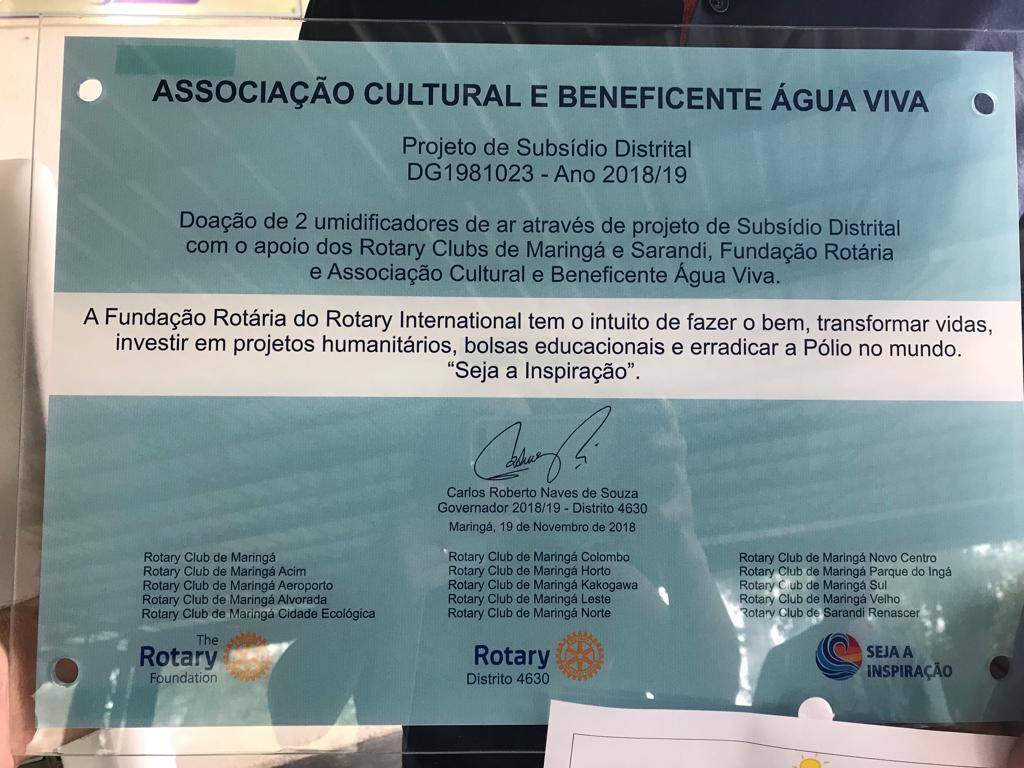 ASSOCIAÇÃO CULTURAL E BENEFICENTE ÁGUA VIVA
Projeto de Subsídio Distrital
DG1981023 - Ano 2018/19
Doação de 2 umidificadores de ar através de projeto de Subsídio Distrital
com o apoio dos Rotary Clubs de Maringá e Sarandi, Fundação Rotária
e Associação Cultural e Beneficente Água Viva.
A Fundação Rotária do Rotary International tem o intuito de fazer o bem, transformar vidas,
investir em projetos humanitários, bolsas educacionais e erradicar a Pólio no mundo.
“Seja a Inspiração”.
Carlos Roberto Naves de Souza
Governador 2018/19 - Distrito 4630
Maringá, 19 de Novembro de 2018
Rotary Club de Maringá
Rotary Club de Maringá Acim
Rotary Club de Maringá Aeroporto
Rotary Club de Maringá Alvorada
Rotary Club de Maringá Cidade Ecológica
Rotary Club de Maringá Colombo
Rotary Club de Maringá Horto
Rotary Club de Maringá Kakogawa
Rotary Club de Maringá Leste
Rotary Club de Maringá Norte
Rotary Club de Maringá Novo Centro
Rotary Club de Maringá Parque do Ingá
Rotary Club de Maringá Sul
Rotary Club de Maringá Velho
Rotary Club de Sarandi Renascer
The
Rotary
Foundation
Rotary
Distrito 4630
SEJA A
INSPIRAÇÃO